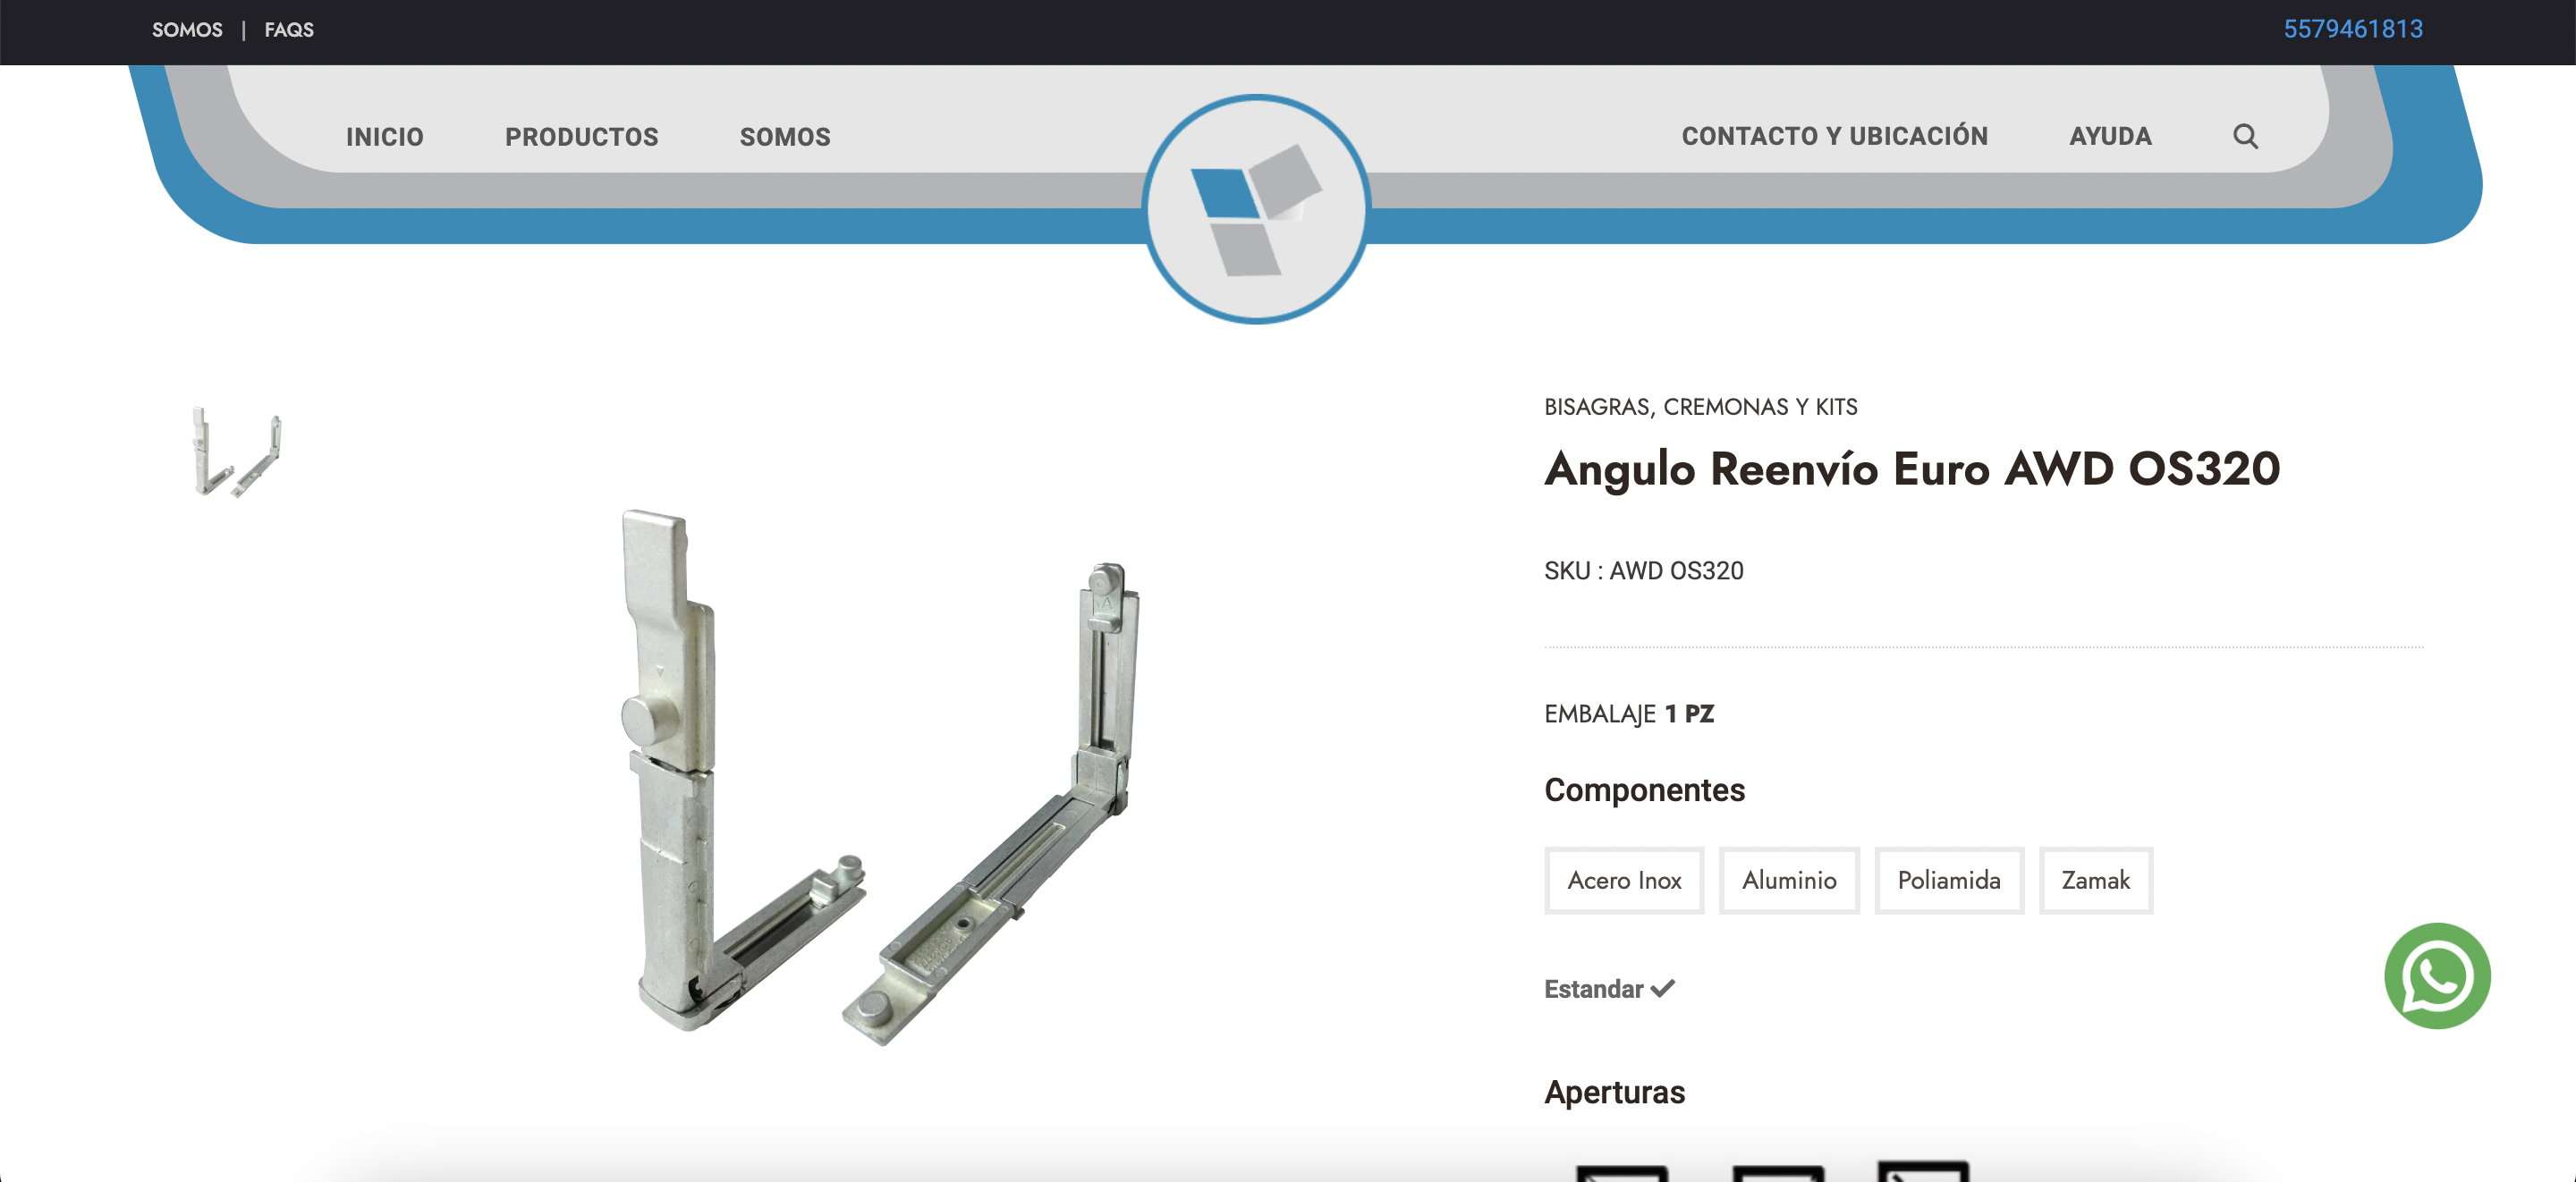 SOMOS | FAQS
5579461813
INICIO PRODUCTOS SOMOS
CONTACTO Y UBICACIÓN AYUDA
BISAGRAS, CREMONAS Y KITS
Angulo Reenvío Euro AWD OS320
SKU : AWD OS320
EMBALAJE 1 PZ
Componentes
Acero Inox Aluminio Poliamida Zamak
Estandar
Aperturas